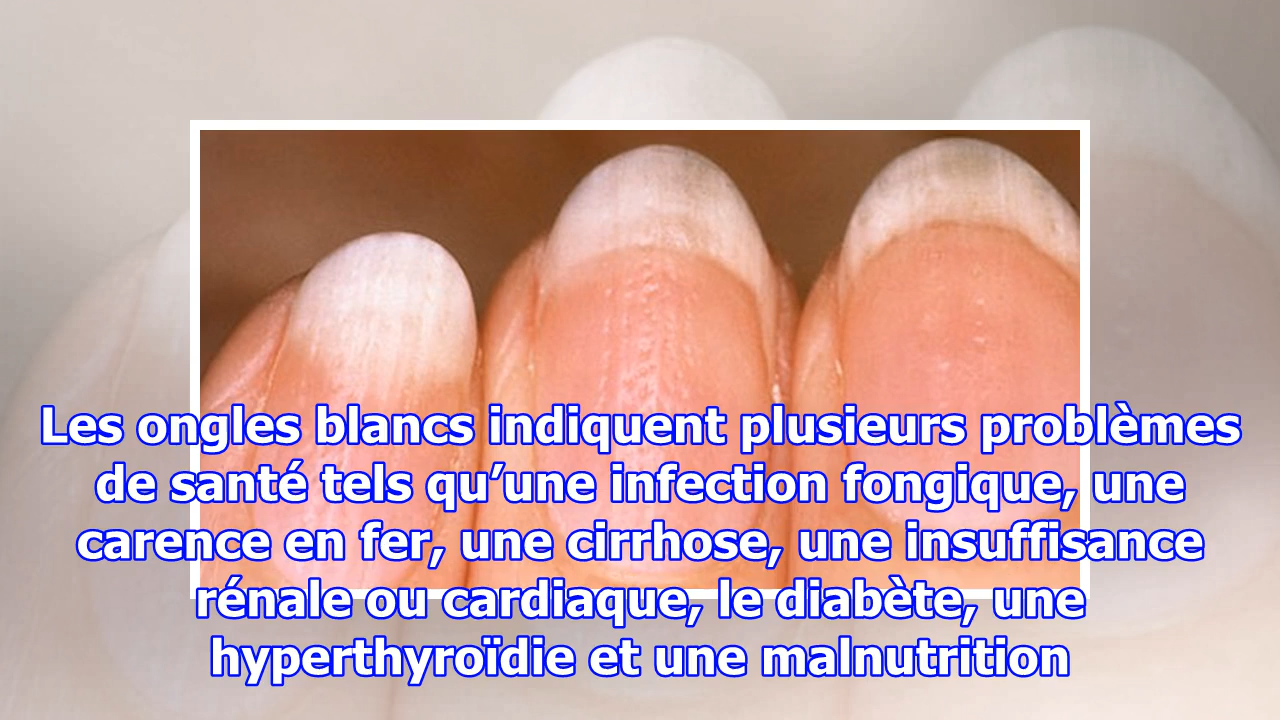 Les ongles blancs indiquent plusieurs problèmes
de santé tels qu’une infection fongique, une
carence en fer, une cirrhose, une insuffisance
rénale ou cardiaque, le diabète, une
hyperthyroïdie et une malnutrition